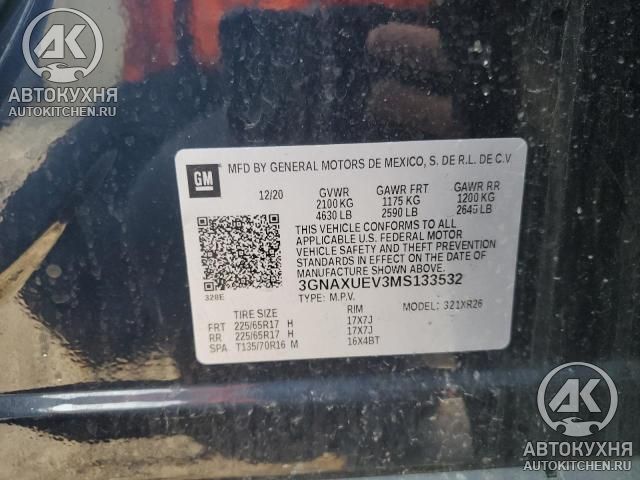 АК
АВТОКУХНЯ
AUTOKITCHEN.RU
GM
MFD BY GENERAL MOTORS DE MEXICO, S. DE R.L. DE C.V
12/20 GVWR GAWR FRT GAWR RR
2100 KG 1175 KG 1200 KG
4630 LB 2590 LB 2645 LB
THIS VEHICLE CONFORMS TO ALL
APPLICABLE U.S. FEDERAL MOTOR
VEHICLE SAFETY AND THEFT PREVENTION
STANDARDS IN EFFECT ON THE DATE OF
MANUFACTURE SHOWN ABOVE.
3GNAXUEV3MS133532
328E
TYPE: M.P.V. MODEL: 321XR26
TIRE SIZE RIM
FRT 225/65R17 H 17X7J
RR 225/65R17 H 17X7J
SPA T135/70R16 M 16X4BT
АК
АВТОКУХНЯ
AUTOKITCHEN.RU